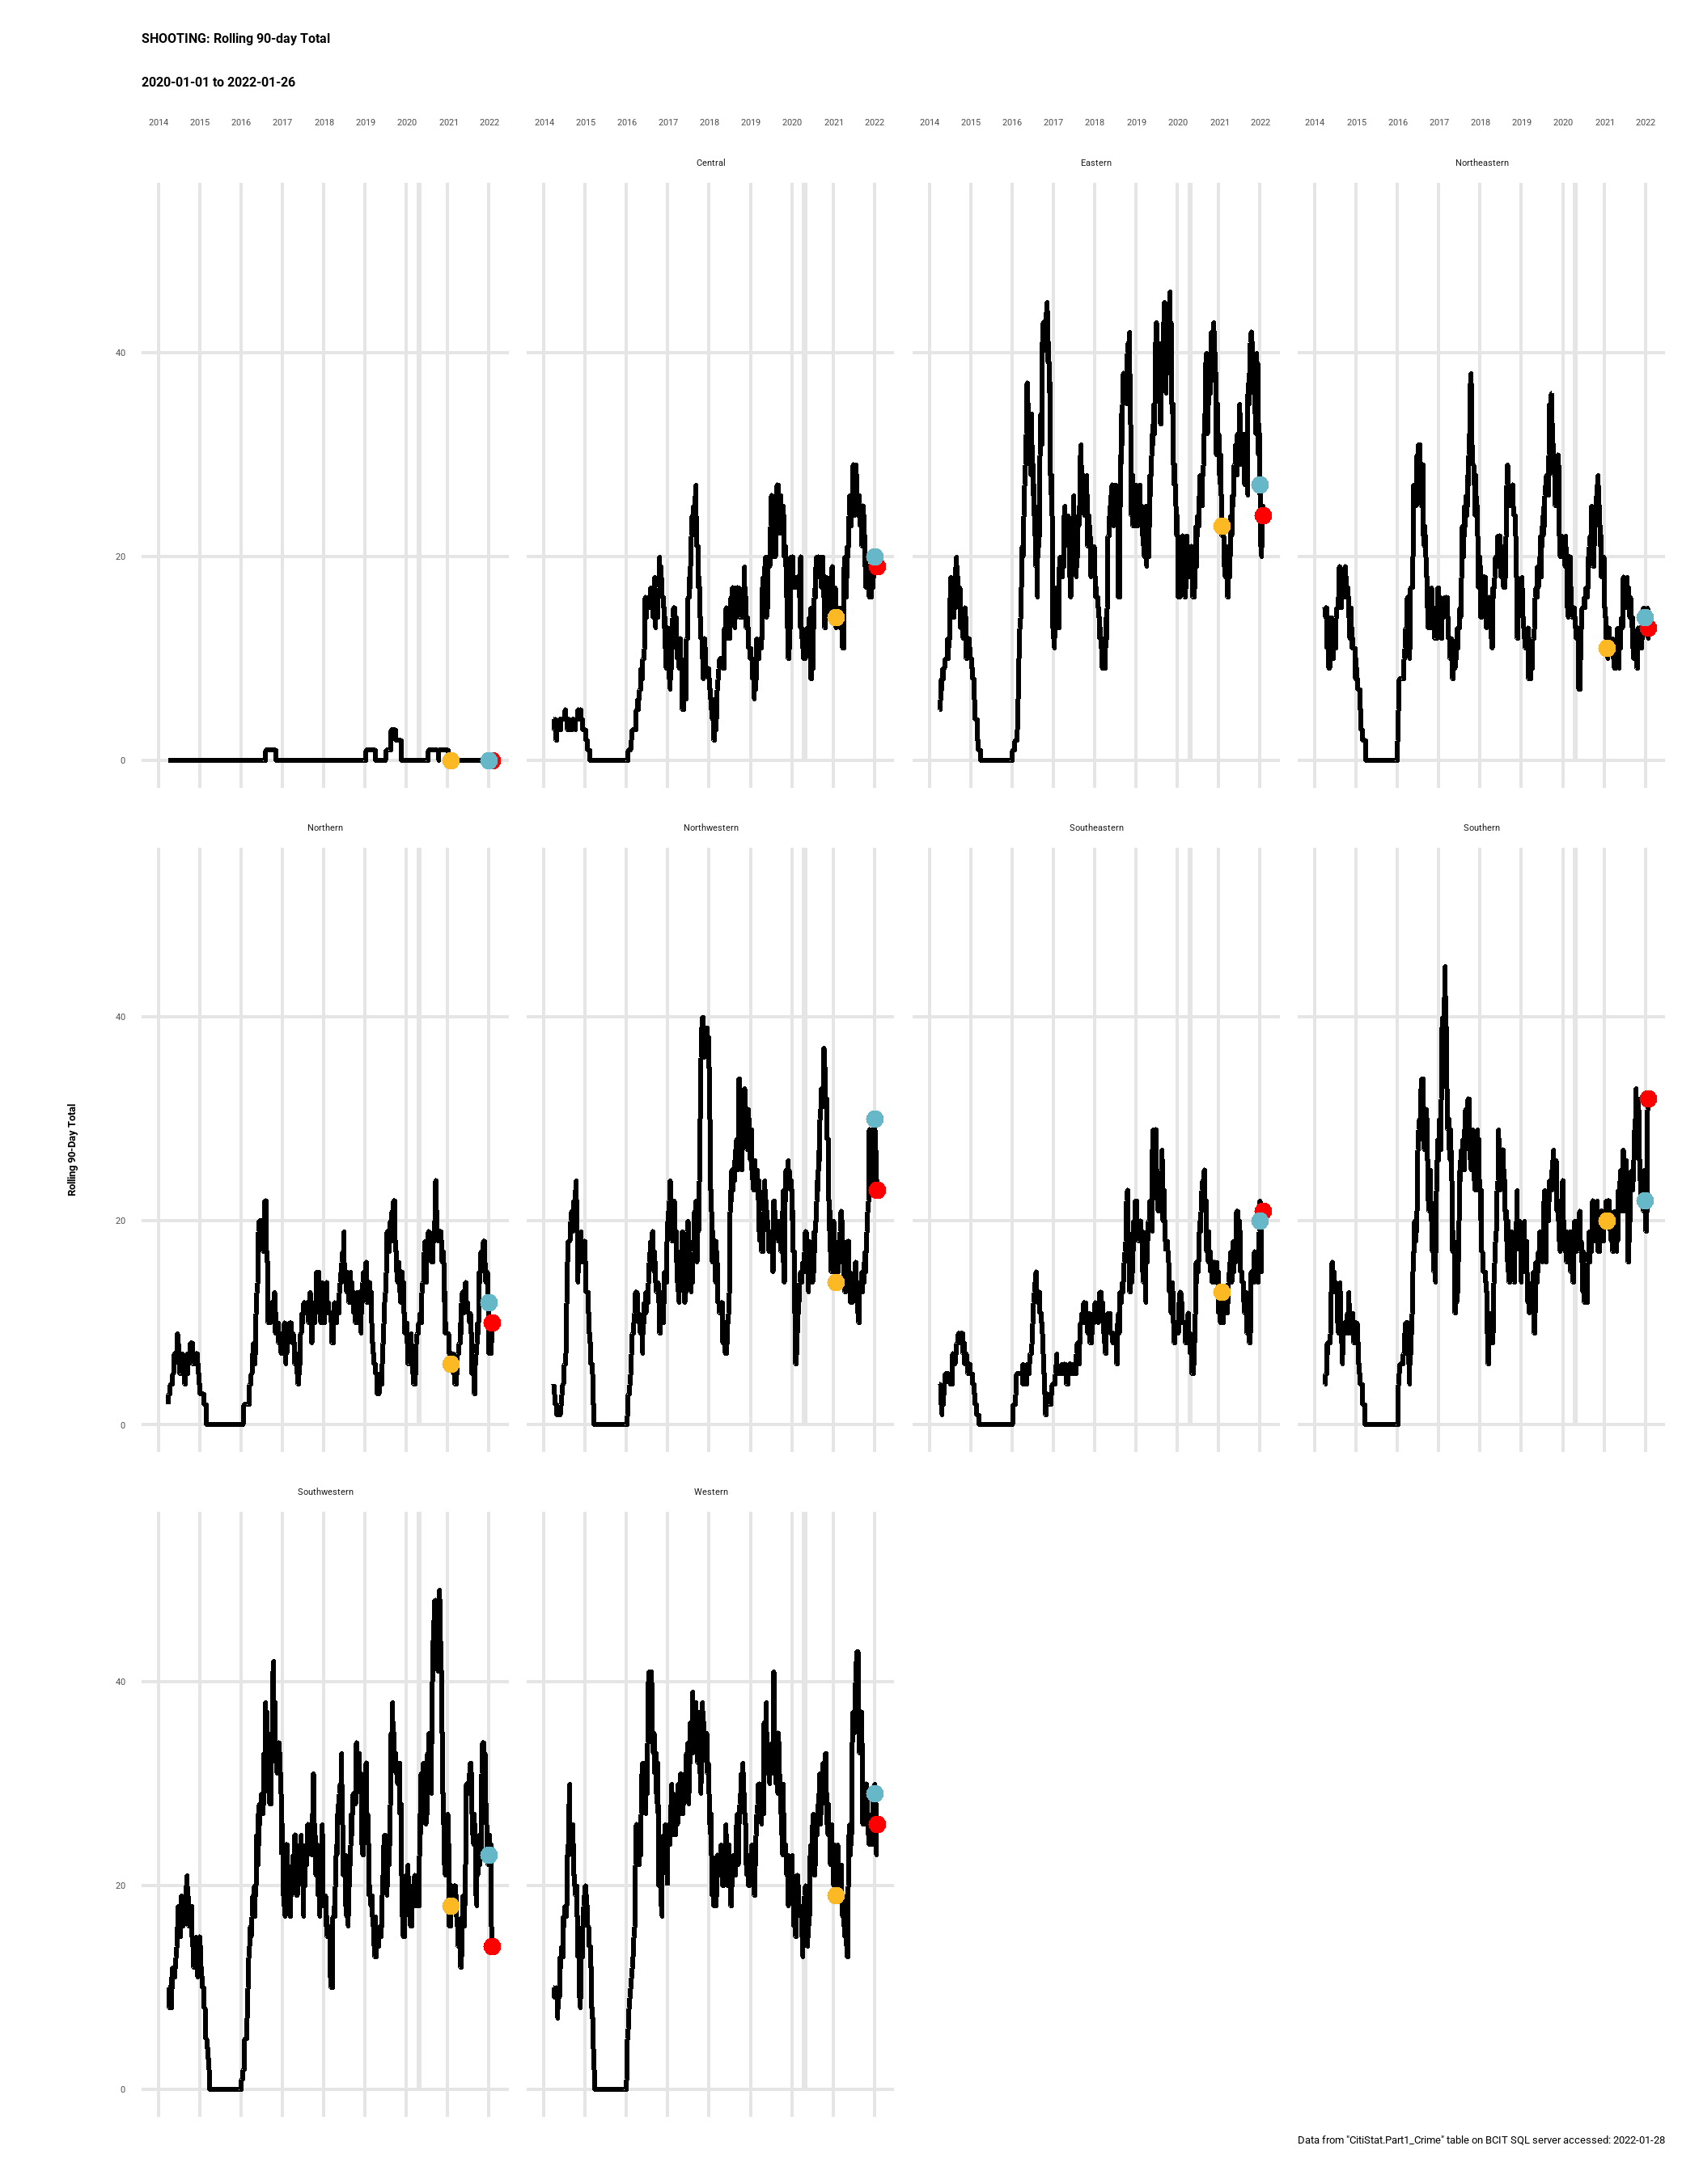 SHOOTING: Rolling 90-day Total
2020-01-01 to 2022-01-26
2014 2015 2016 2017 2018 2019 2020 2021 2022 2014 2015 2016 2017 2018 2019 2020 2021 2022 2014 2015 2016 2017 2018 2019 2020 2021 2022 2014 2015 2016 2017 2018 2019 2020 2021 2022
Central Eastern Northeastern
40
20
0
Northern Northwestern Southeastern Southern
40
20
0
Rolling 90-Day Total
Southwestern Western
40
20
0
Data from "CitiStat.Part1_Crime" table on BCIT SQL server accessed: 2022-01-28